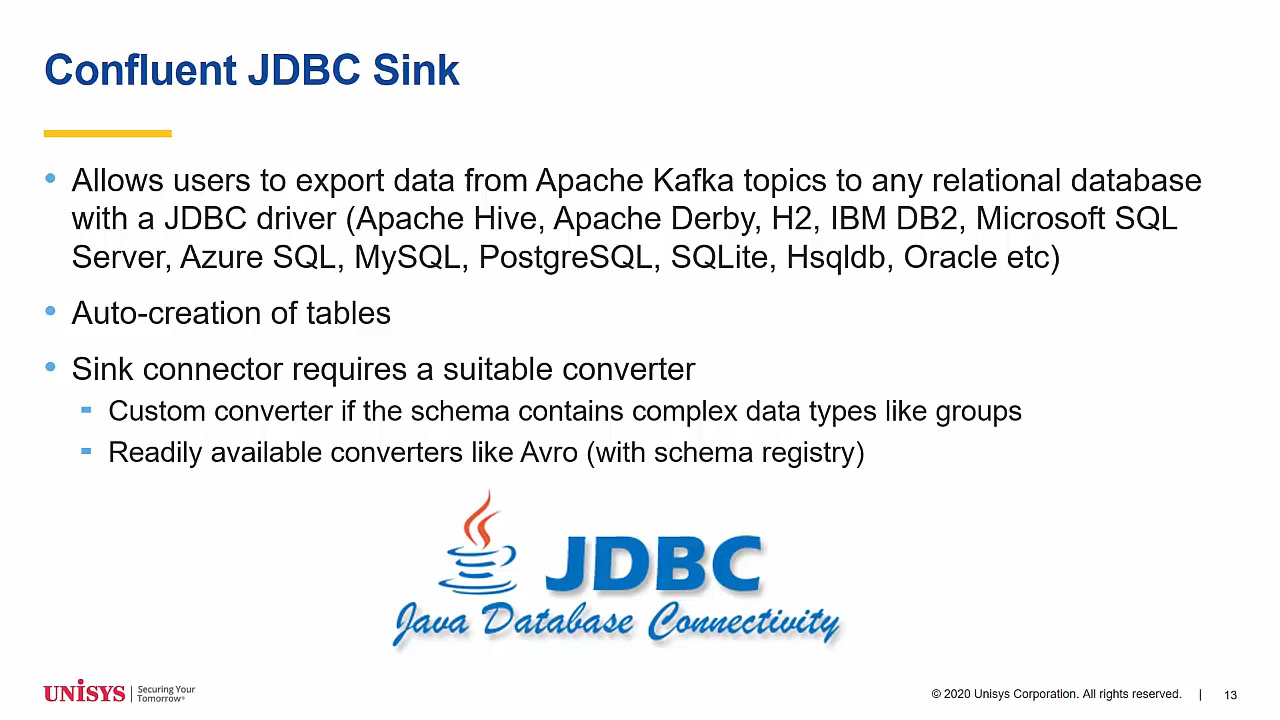 Confluent JDBC Sink
• Allows users to export data from Apache Kafka topics to any relational database
with a JDBC driver (Apache Hive, Apache Derby, H2, IBM DB2, Microsoft SQL
Server, Azure SQL, MySQL, PostgreSQL, SQLite, Hsqldb, Oracle etc)
• Auto-creation of tables
• Sink connector requires a suitable converter
- Custom converter if the schema contains complex data types like groups
- Readily available converters like Avro (with schema registry)
JDBC
Java Database Connectivity
UNISYS | Securing Your
Tomorrow®
© 2020 Unisys Corporation. All rights reserved. | 13